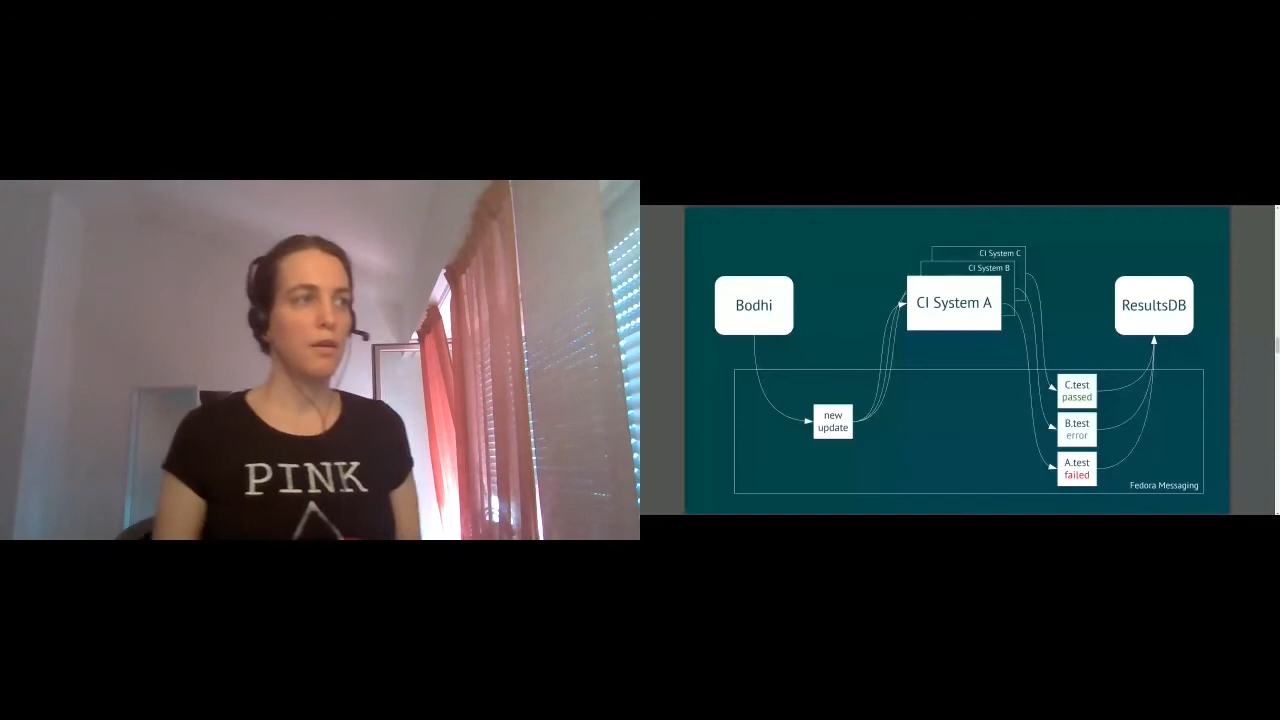 PINK
CI System C
CI System B
Bodhi
CI System A
ResultsDB
new
update
C.test
passed
B.test
error
A.test
failed
Fedora Messaging